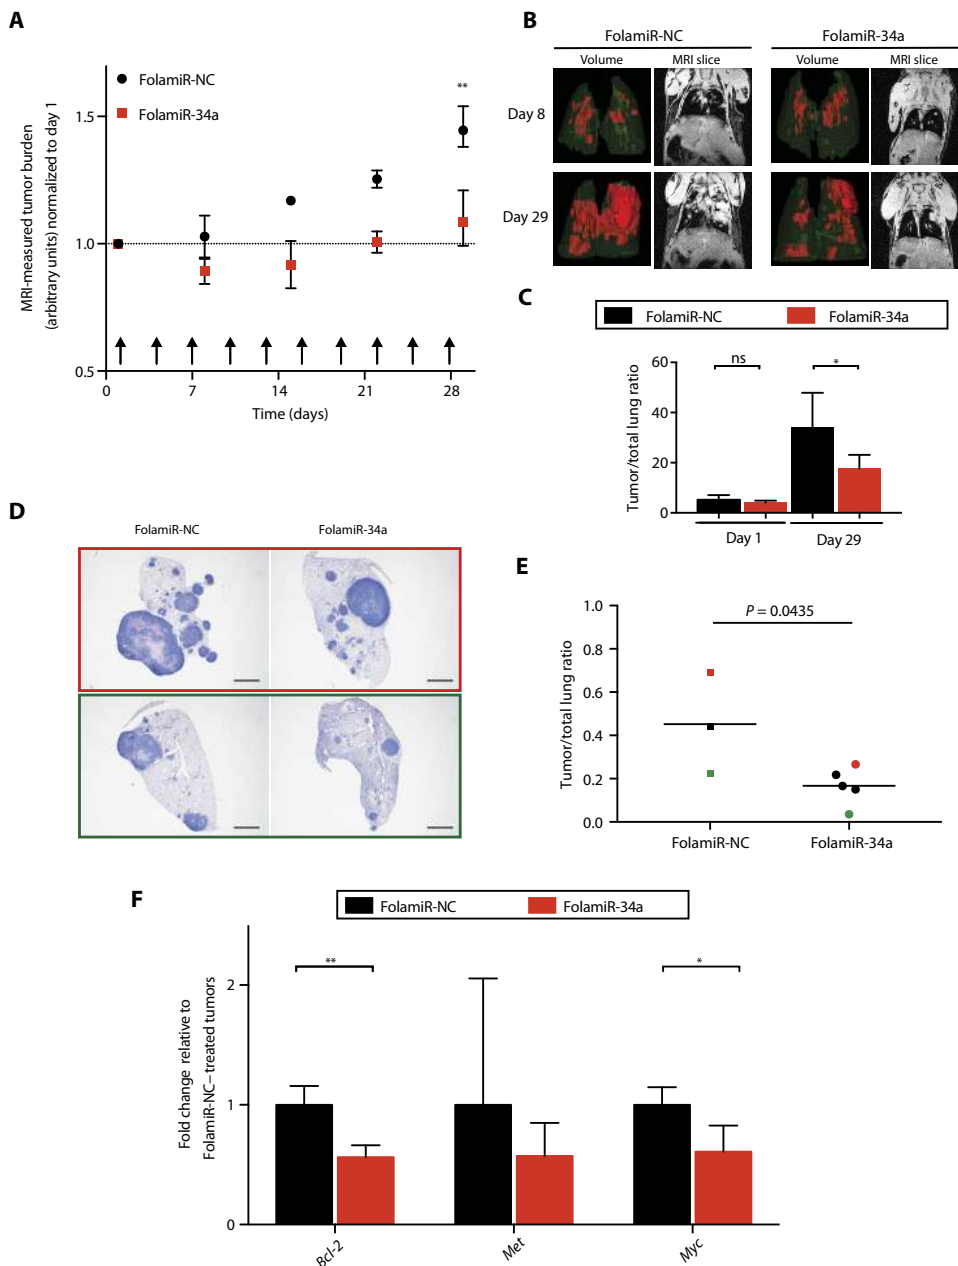 A
MRI-measured tumor burden
(arbitrary units) normalized to day 1
FolamiR-NC
FolamiR-34a
**
1.5
1.0
0.5
0
7
14
21
28
Time (days)
B
FolamiR-NC
FolamiR-34a
Volume
MRI slice
Volume
MRI slice
Day 8
Day 29
C
FolamiR-NC
FolamiR-34a
Tumor/total lung ratio
60
40
20
0
ns
*
Day 1
Day 29
D
FolamiR-NC
FolamiR-34a
E
Tumor/total lung ratio
1.0
0.8
0.6
0.4
0.2
0.0
P = 0.0435
FolamiR-NC
FolamiR-34a
F
FolamiR-NC
FolamiR-34a
Fold change relative to
FolamiR-NC–treated tumors
2
1
0
**
*
Bcl-2
Met
Myc